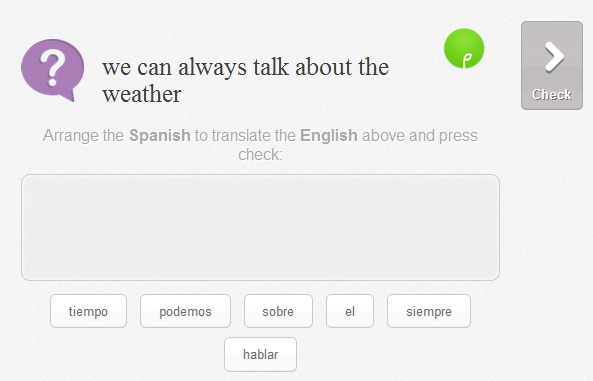 we can always talk about the
weather
Check
Arrange the Spanish to translate the English above and press
check:
tiempo podemos sobre el siempre
hablar